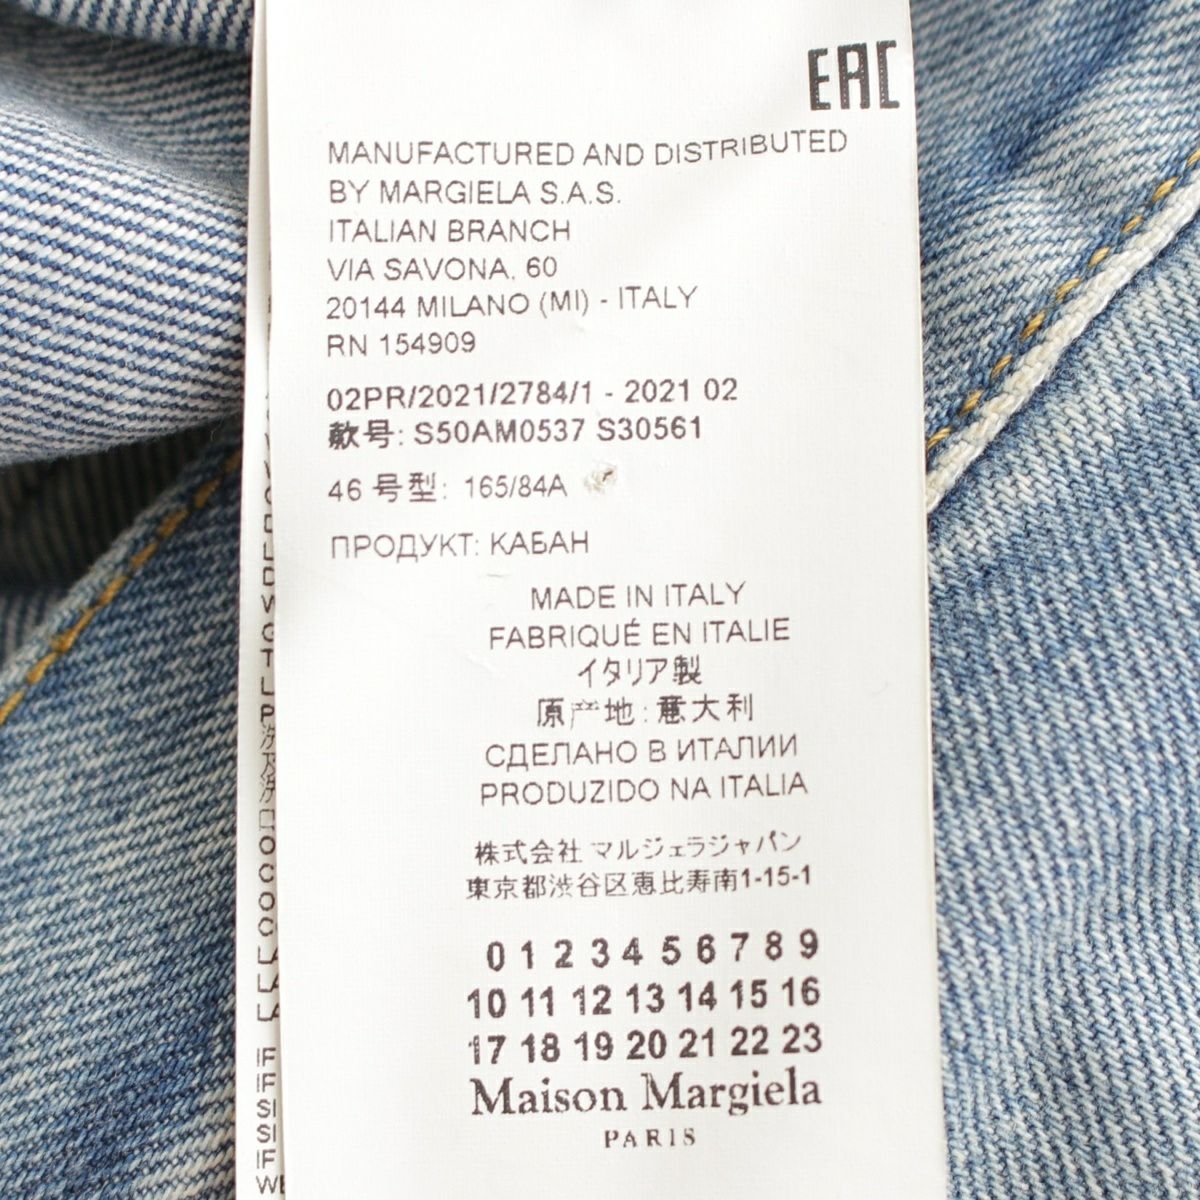 EAC
MANUFACTURED AND DISTRIBUTED
BY MARGIELA S.A.S.
ITALIAN BRANCH
VIA SAVONA, 60
20144 MILANO (MI) - ITALY
RN 154909
02PR/2021/2784/1 - 2021 02
款号: S50AM0537 S30561
46 号型: 165/84A
ПРОДУКТ: КАБАН
MADE IN ITALY
FABRIQUÉ EN ITALIE
イタリア製
原产地: 意大利
СДЕЛАНО В ИТАЛИИ
PRODUZIDO NA ITALIA
株式会社 マルジェラジャパン
東京都渋谷区恵比寿南1-15-1
0 1 2 3 4 5 6 7 8 9
10 11 12 13 14 15 16
17 18 19 20 21 22 23
Maison Margiela
PARIS
IF
IF
SI
SI
IF